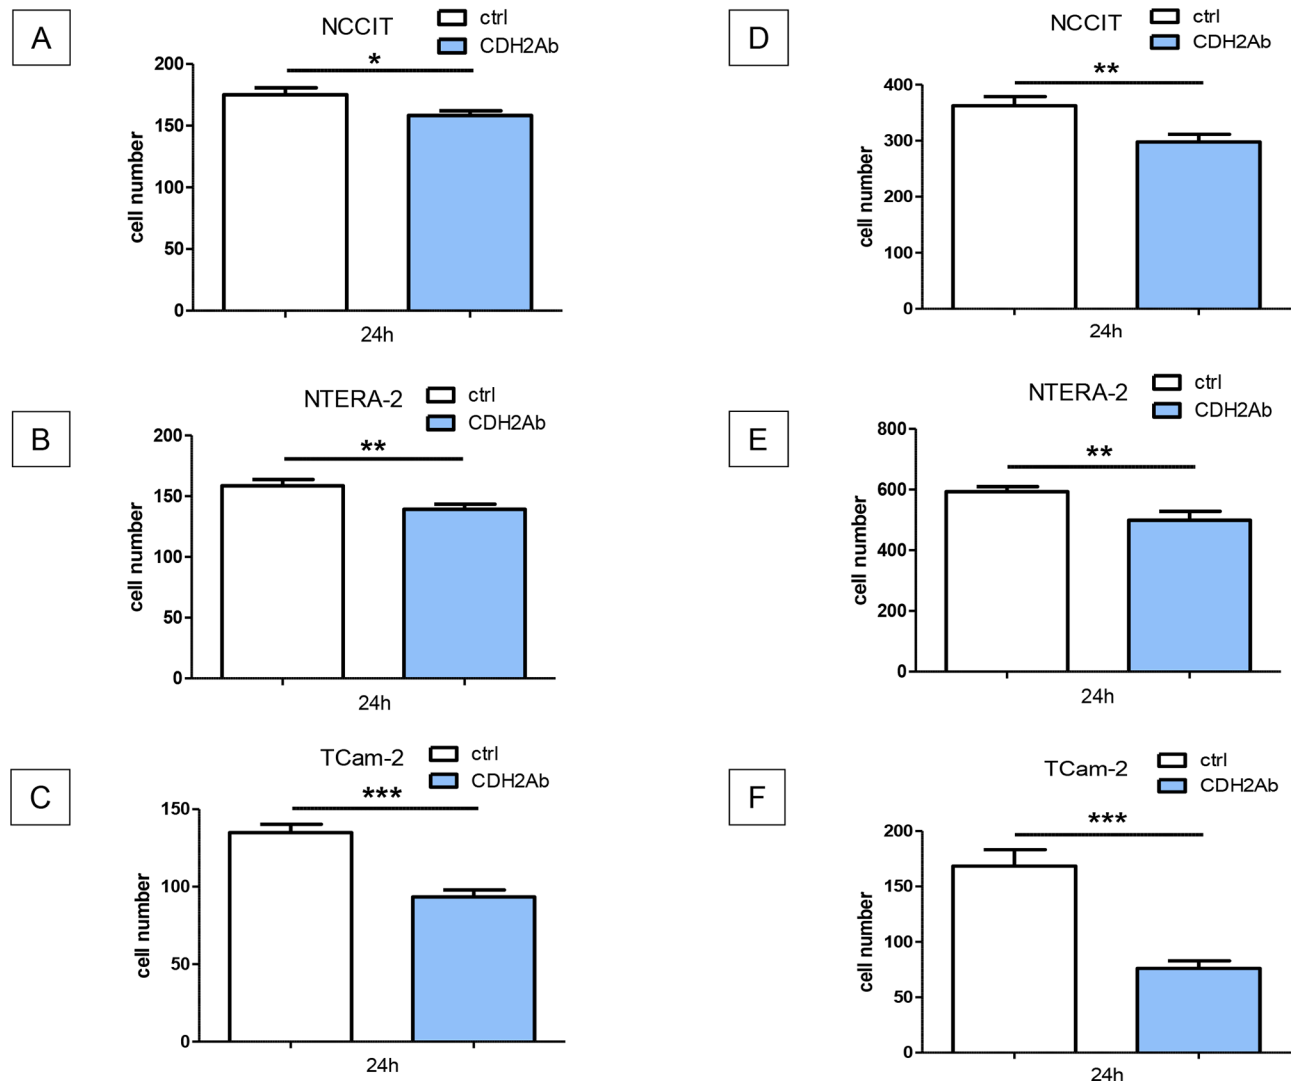 A
NCCIT
ctrl
CDH2Ab
*
200
150
100
50
0
cell number
24h
D
NCCIT
ctrl
CDH2Ab
**
400
300
200
100
0
cell number
24h
B
NTERA-2
ctrl
CDH2Ab
**
200
150
100
50
0
cell number
24h
E
NTERA-2
ctrl
CDH2Ab
**
800
600
400
200
0
cell number
24h
C
TCam-2
ctrl
CDH2Ab
***
150
100
50
0
cell number
24h
F
TCam-2
ctrl
CDH2Ab
***
200
150
100
50
0
cell number
24h